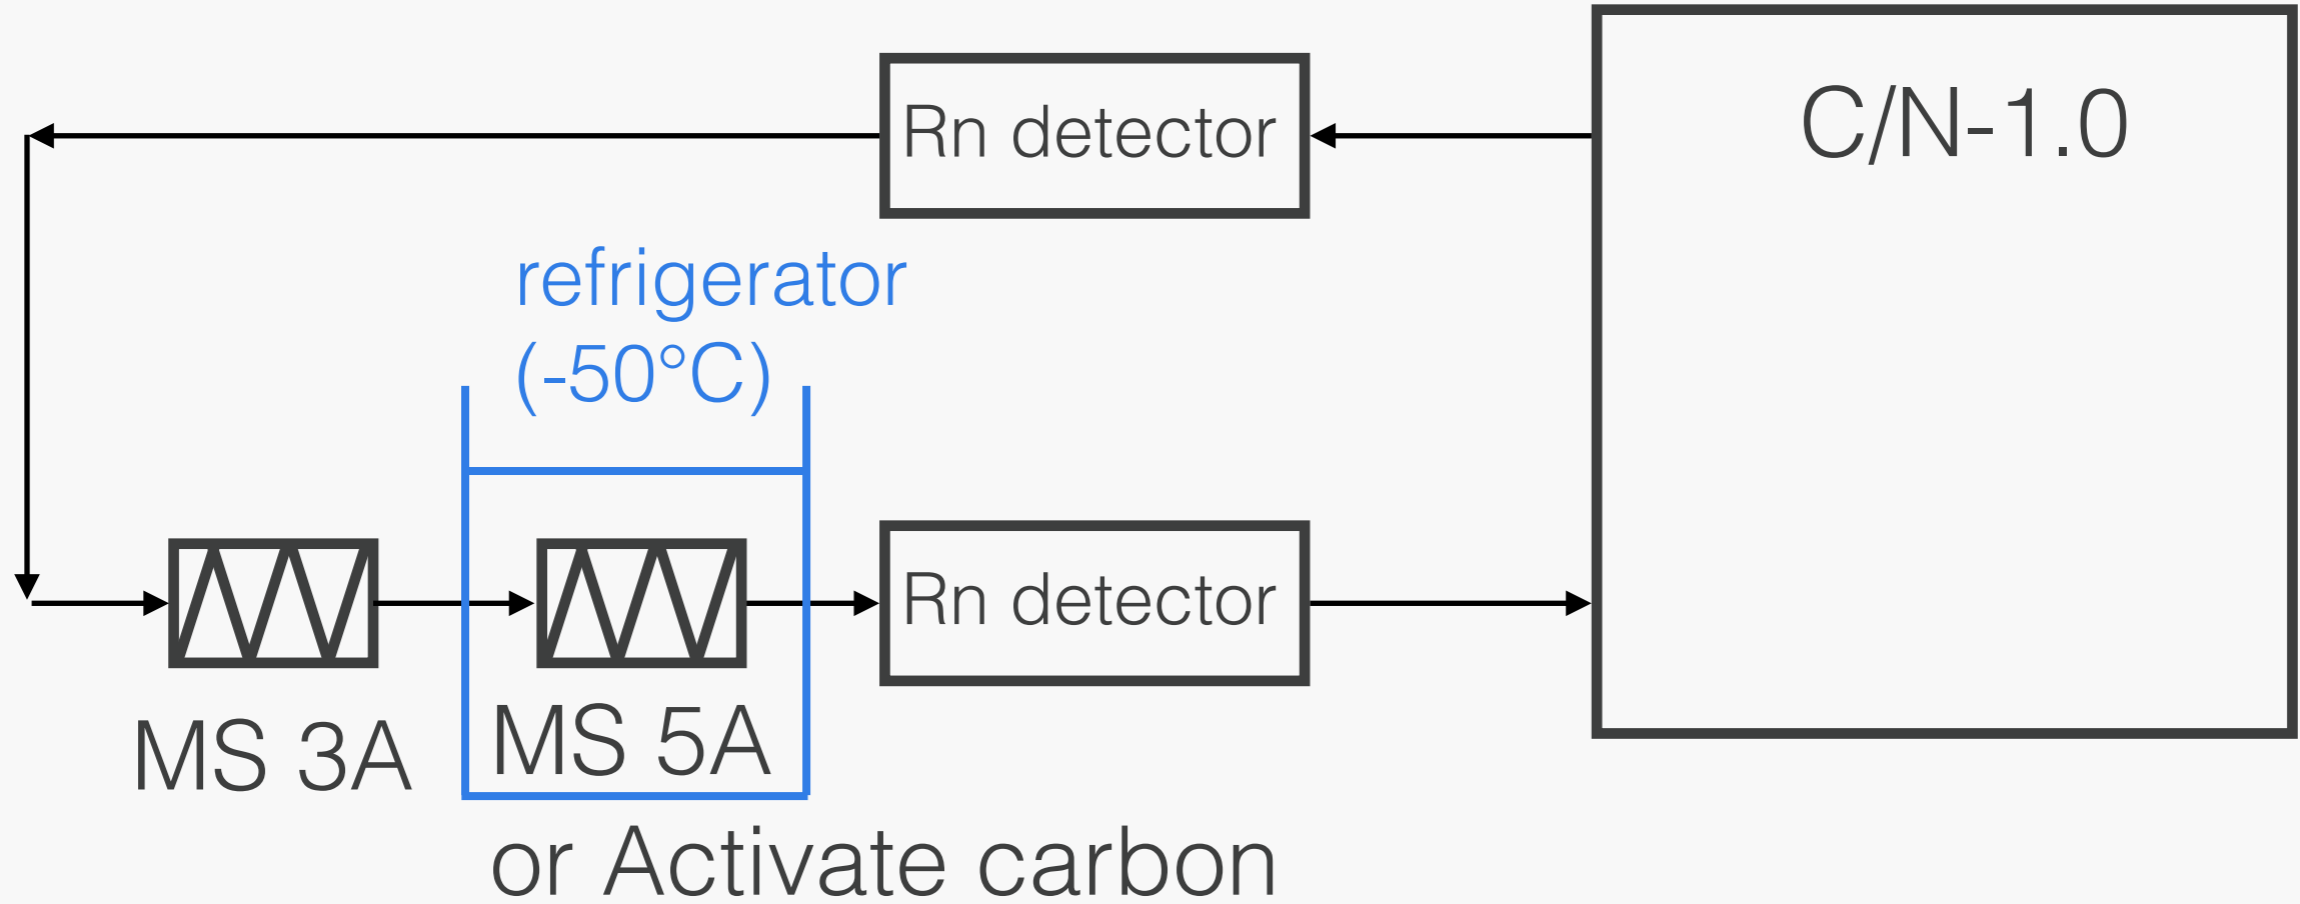 Rn detector
C/N-1.0
refrigerator
(-50°C)
Rn detector
MS 3A
MS 5A
or Activate carbon